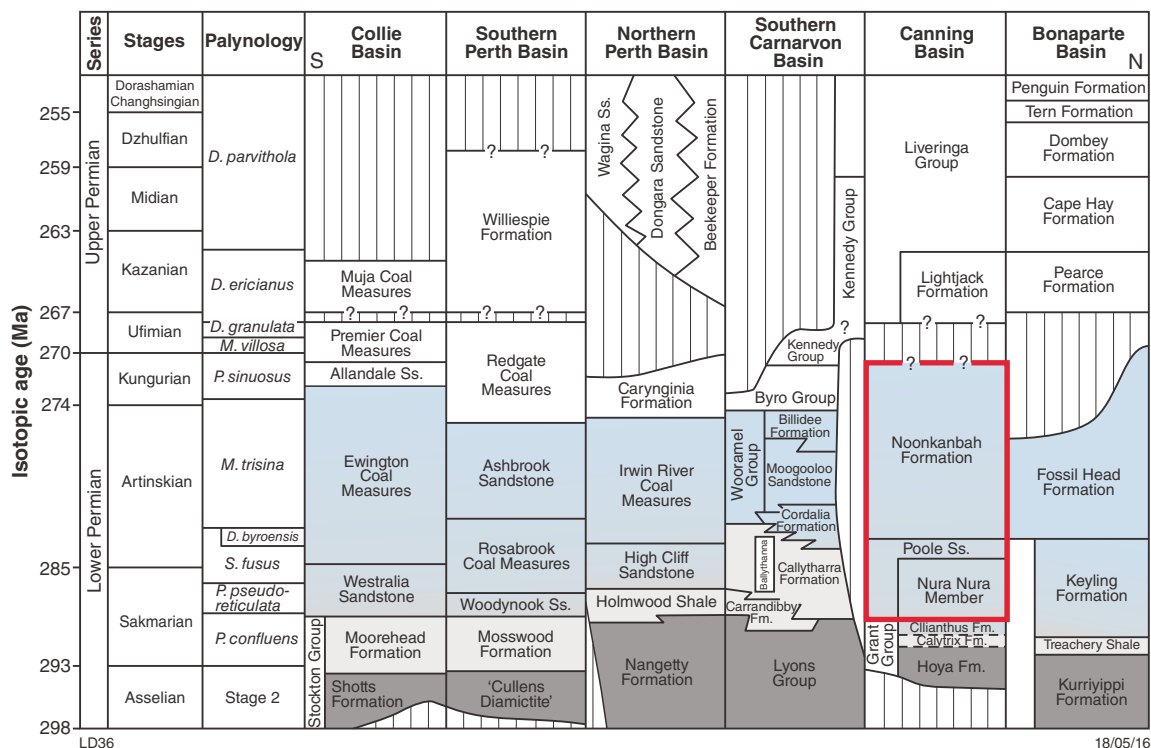 Series
Stages
Palynology
Collie
Basin
S
Southern
Perth Basin
Northern
Perth Basin
Southern
Carnarvon
Basin
Canning
Basin
Bonaparte
Basin
N
Isotopic age (Ma)
255
259
263
267
270
274
285
293
298
Upper Permian
Lower Permian
Dorashamian
Changhsingian
Dzhulfian
Midian
Kazanian
Ufimian
Kungurian
Artinskian
Sakmarian
Asselian
D. parvithola
D. ericianus
D. granulata
M. villosa
P. sinuosus
M. trisina
D. byroensis
S. fusus
P. pseudo-
reticulata
P. confluens
Stage 2
Muja Coal
Measures
? ?
Premier Coal
Measures
Allandale Ss.
Ewington
Coal
Measures
Westralia
Sandstone
Stockton Group
Moorehead
Formation
Shotts
Formation
? ?
Williespie
Formation
? ?
Redgate
Coal
Measures
Ashbrook
Sandstone
Rosabrook
Coal Measures
Woodynook Ss.
Mosswood
Formation
'Cullens
Diamictite'
Wagina Ss.
Dongara Sandstone
Beekeeper Formation
Carynginia
Formation
Irwin River
Coal
Measures
High Cliff
Sandstone
Holmwood Shale
Nangetty
Formation
Kennedy Group
?
Kennedy
Group
Byro Group
Wooramel
Group
Billidee
Formation
Moogooloo
Sandstone
Cordalia
Formation
Ballythanna
Callytharra
Formation
Carrandibby
Fm.
Lyons
Group
Liveringa
Group
Lightjack
Formation
? ?
? ?
Noonkanbah
Formation
Poole Ss.
Nura Nura
Member
Grant
Group
Clianthus Fm.
Calytrix Fm.
Hoya Fm.
Penguin Formation
Tern Formation
Dombey
Formation
Cape Hay
Formation
Pearce
Formation
Fossil Head
Formation
Keyling
Formation
Treachery Shale
Kurriyippi
Formation
LD36
18/05/16